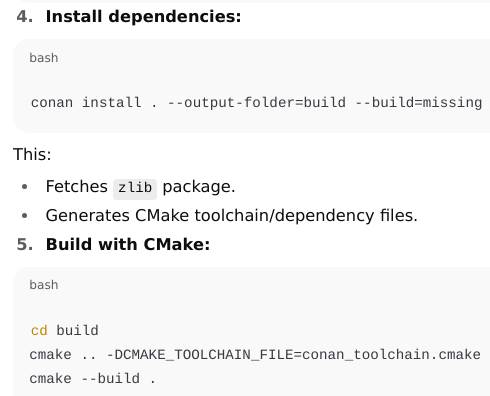 4. Install dependencies:
bash
conan install . --output-folder=build --build=missing
This:
• Fetches zlib package.
• Generates CMake toolchain/dependency files.
5. Build with CMake:
bash
cd build
cmake .. -DCMAKE_TOOLCHAIN_FILE=conan_toolchain.cmake
cmake --build .